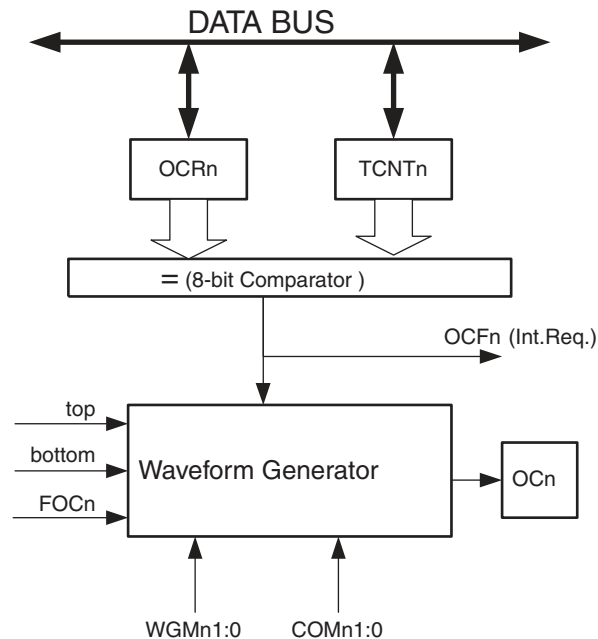 DATA BUS
OCRn
TCNTn
= (8-bit Comparator )
OCFn (Int.Req.)
top
bottom
FOCn
Waveform Generator
OCn
WGMn1:0
COMn1:0